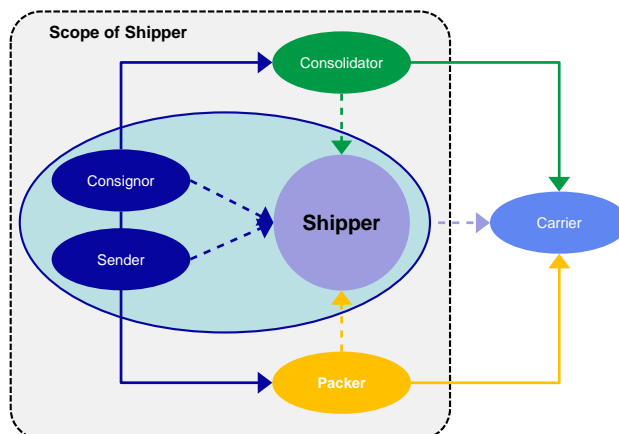 Scope of Shipper
Consolidator
Consignor
Shipper
Carrier
Sender
Packer